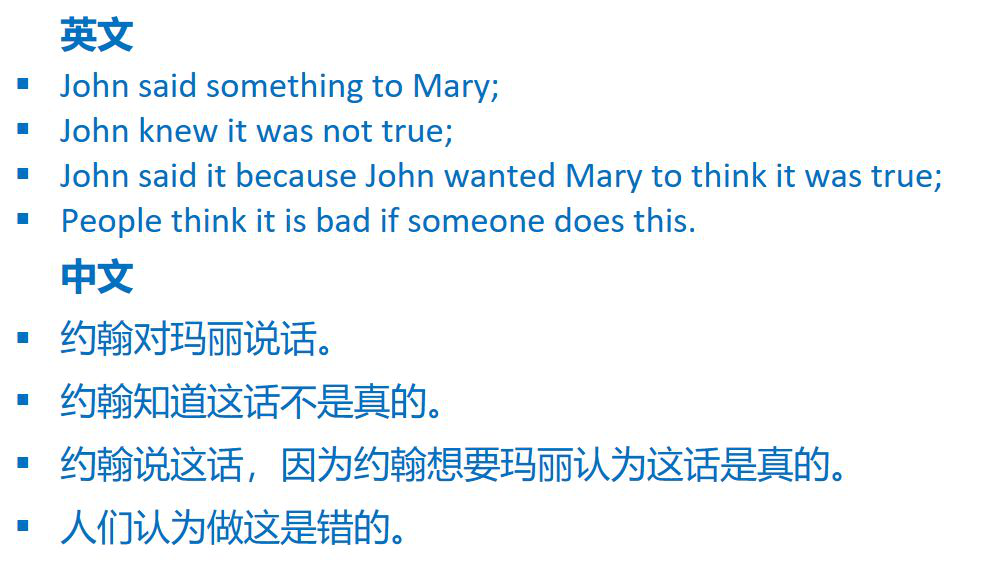 英文
▪ John said something to Mary;
▪ John knew it was not true;
▪ John said it because John wanted Mary to think it was true;
▪ People think it is bad if someone does this.
中文
▪ 约翰对玛丽说话。
▪ 约翰知道这话不是真的。
▪ 约翰说这话，因为约翰想要玛丽认为这话是真的。
▪ 人们认为做这是错的。